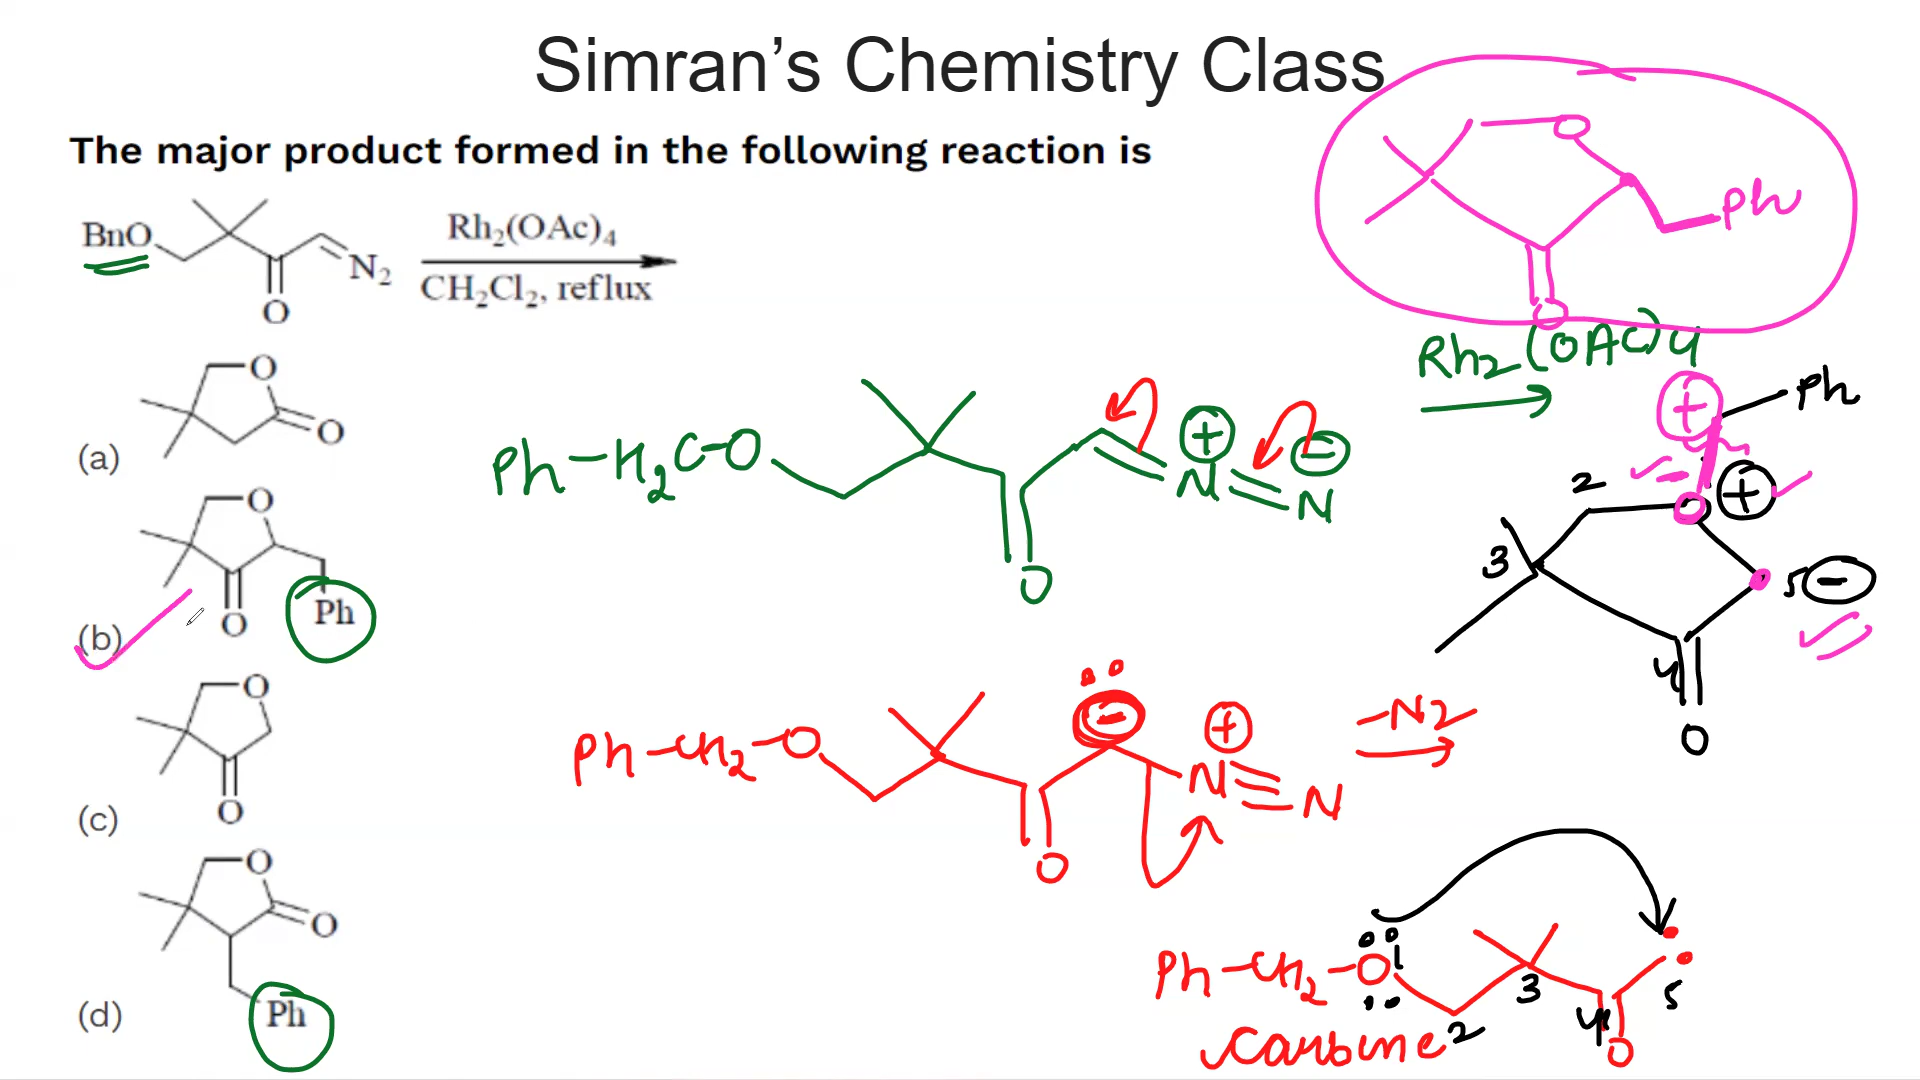 Simran's Chemistry Class
The major product formed in the following reaction is
BnO
N₂
O
Rh₂(OAc)₄
CH₂Cl₂, reflux
(a)
O
O
(b)
O
O
Ph
(c)
O
O
(d)
O
O
Ph
O
Ph
O
Rh2(OAc)4
Ph-H₂C-O
O
⊕
N=N
⊖
⊕
Ph
2
O
⊕
3
5
⊖
4
O
Ph-CH₂-O
O
⊖
⊕
N≡N
-N2
Ph-CH₂-O
1
2
3
4
5
O
Carbine